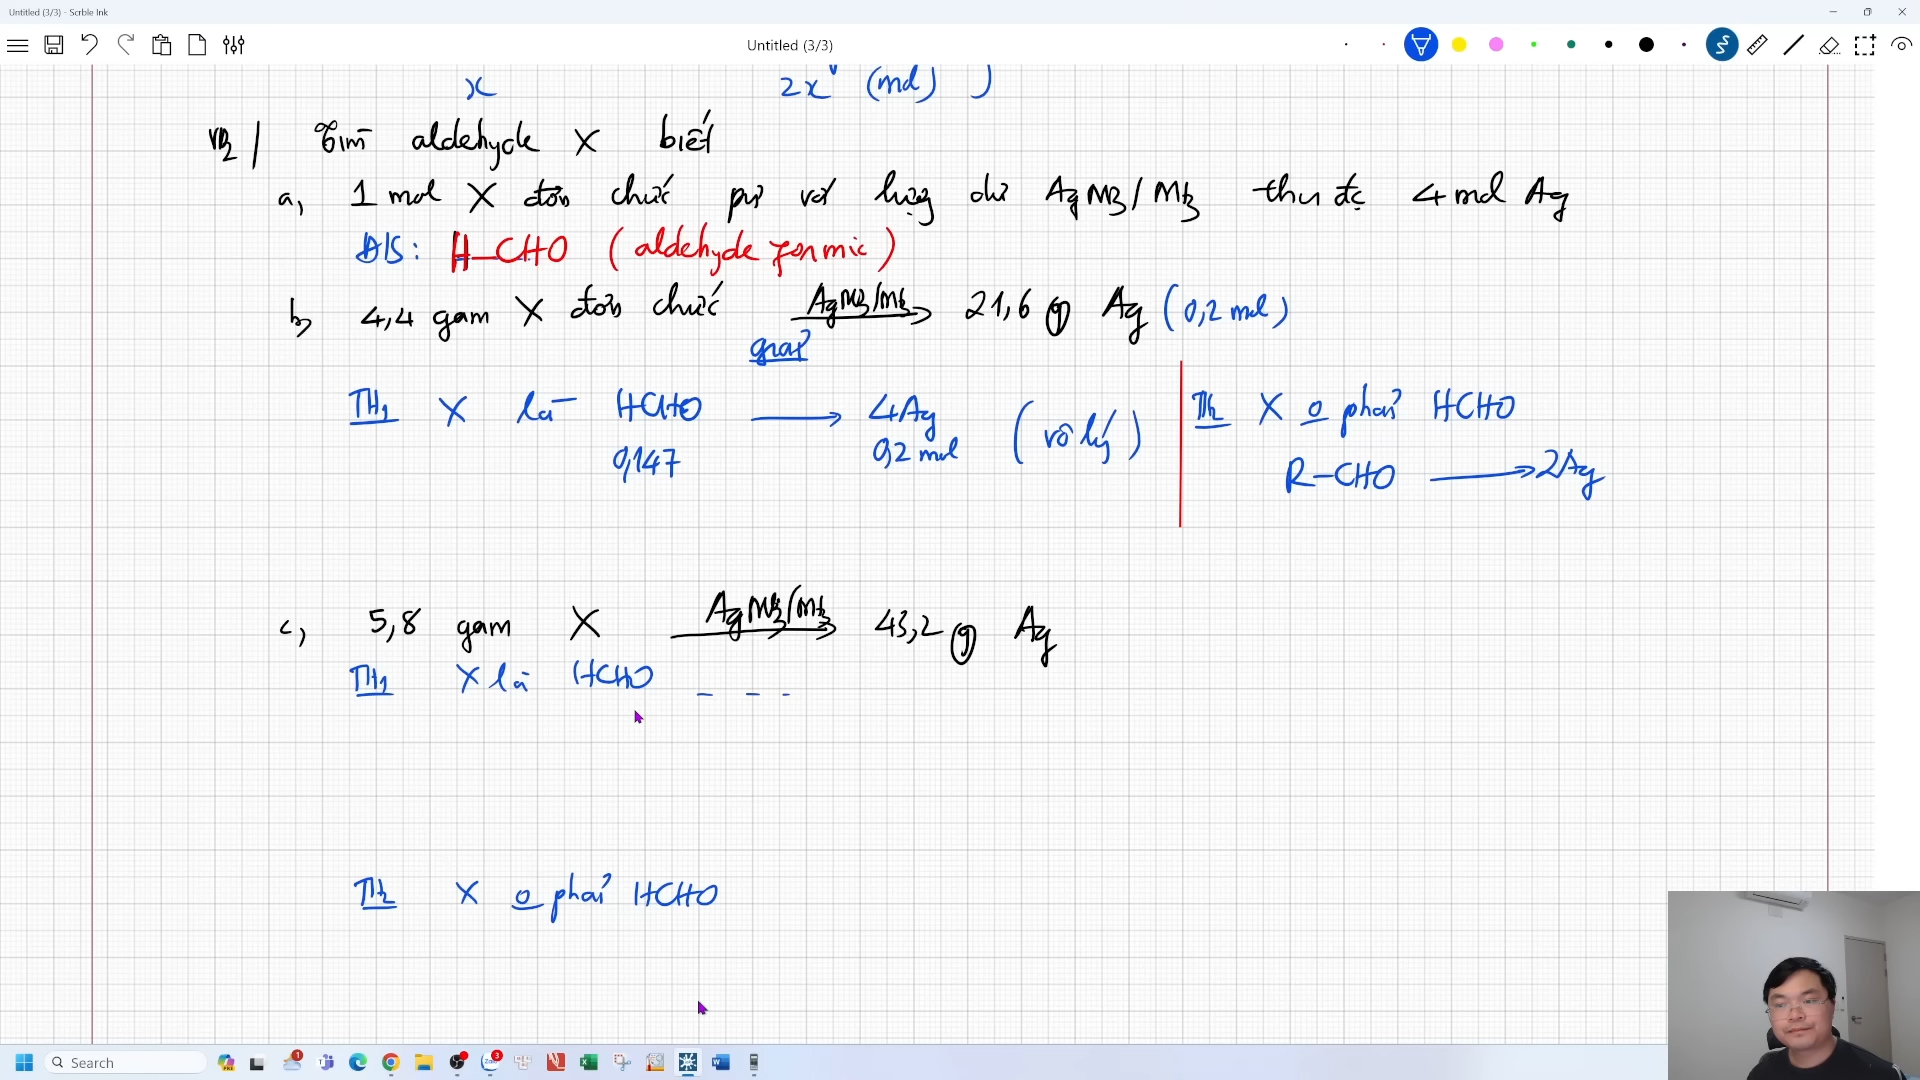 Untitled (3/3) - Scrble Ink
Untitled (3/3)
x 2x (mol) )
VD2 | Tìm aldehyde X biết
a, 1 mol X đơn chức pứ với lượng dư AgNO3/NH3 thu đc 4 mol Ag
ĐS: H-CHO (aldehyde formic)
b, 4,4 gam X đơn chức AgNO3/NH3 → 21,6 g Ag (0,2 mol)
giải
TH1 X là HCHO → 4Ag (vô lý)
0,147 0,2 mol
TH2 X o phải HCHO
R-CHO → 2Ag
c, 5,8 gam X AgNO3/NH3 → 43,2 g Ag
TH1 X là HCHO - - -
TH2 X o phải HCHO
Search